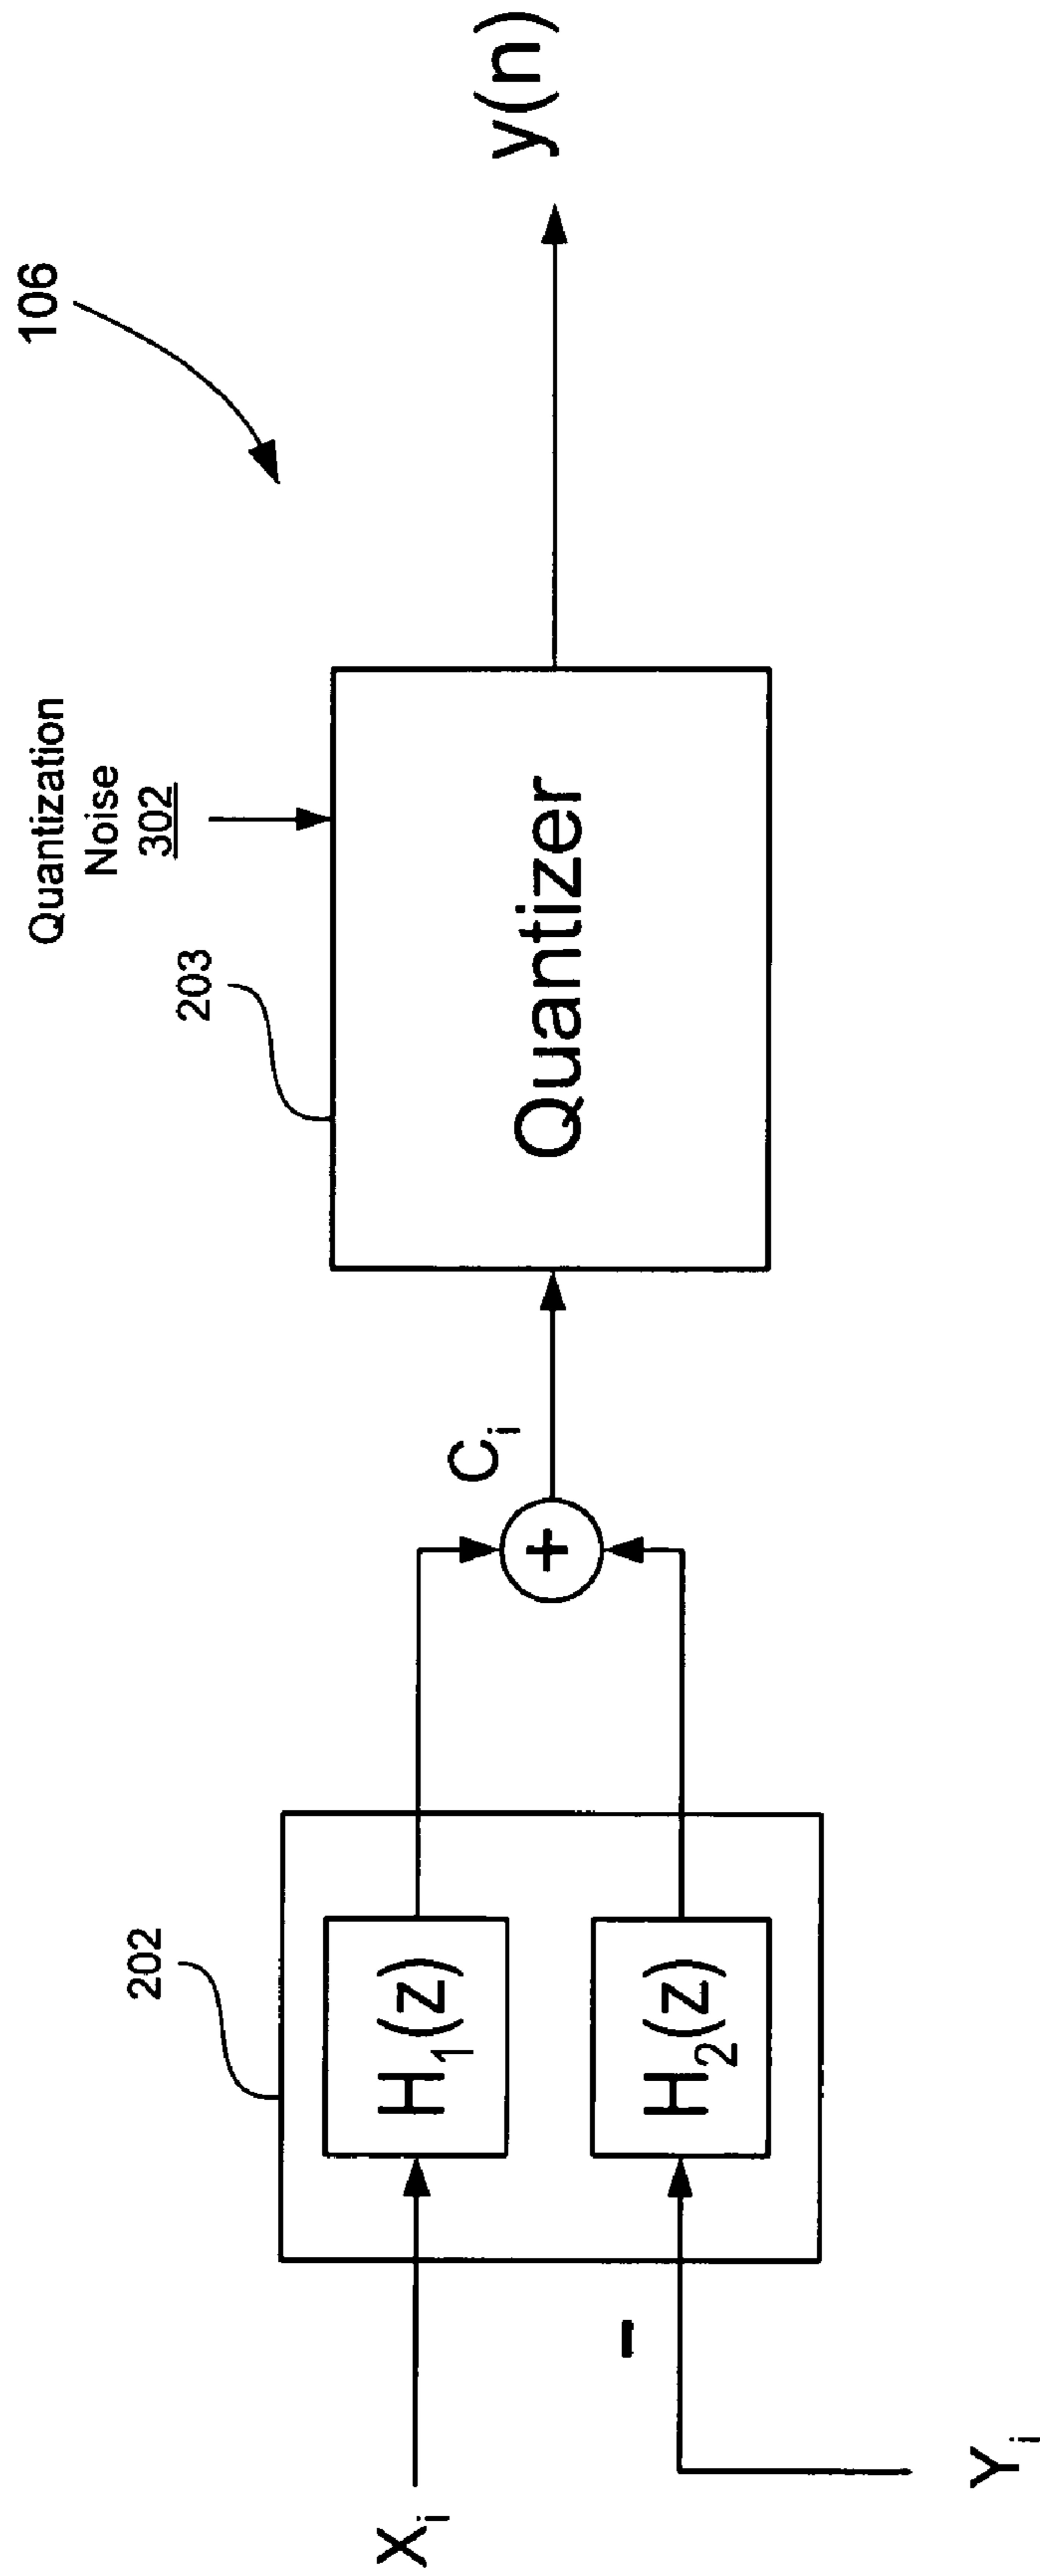 106
Quantization
Noise
302
203
202
X_i
H_1(z)
-
Y_i
H_2(z)
+
C_i
Quantizer
y(n)